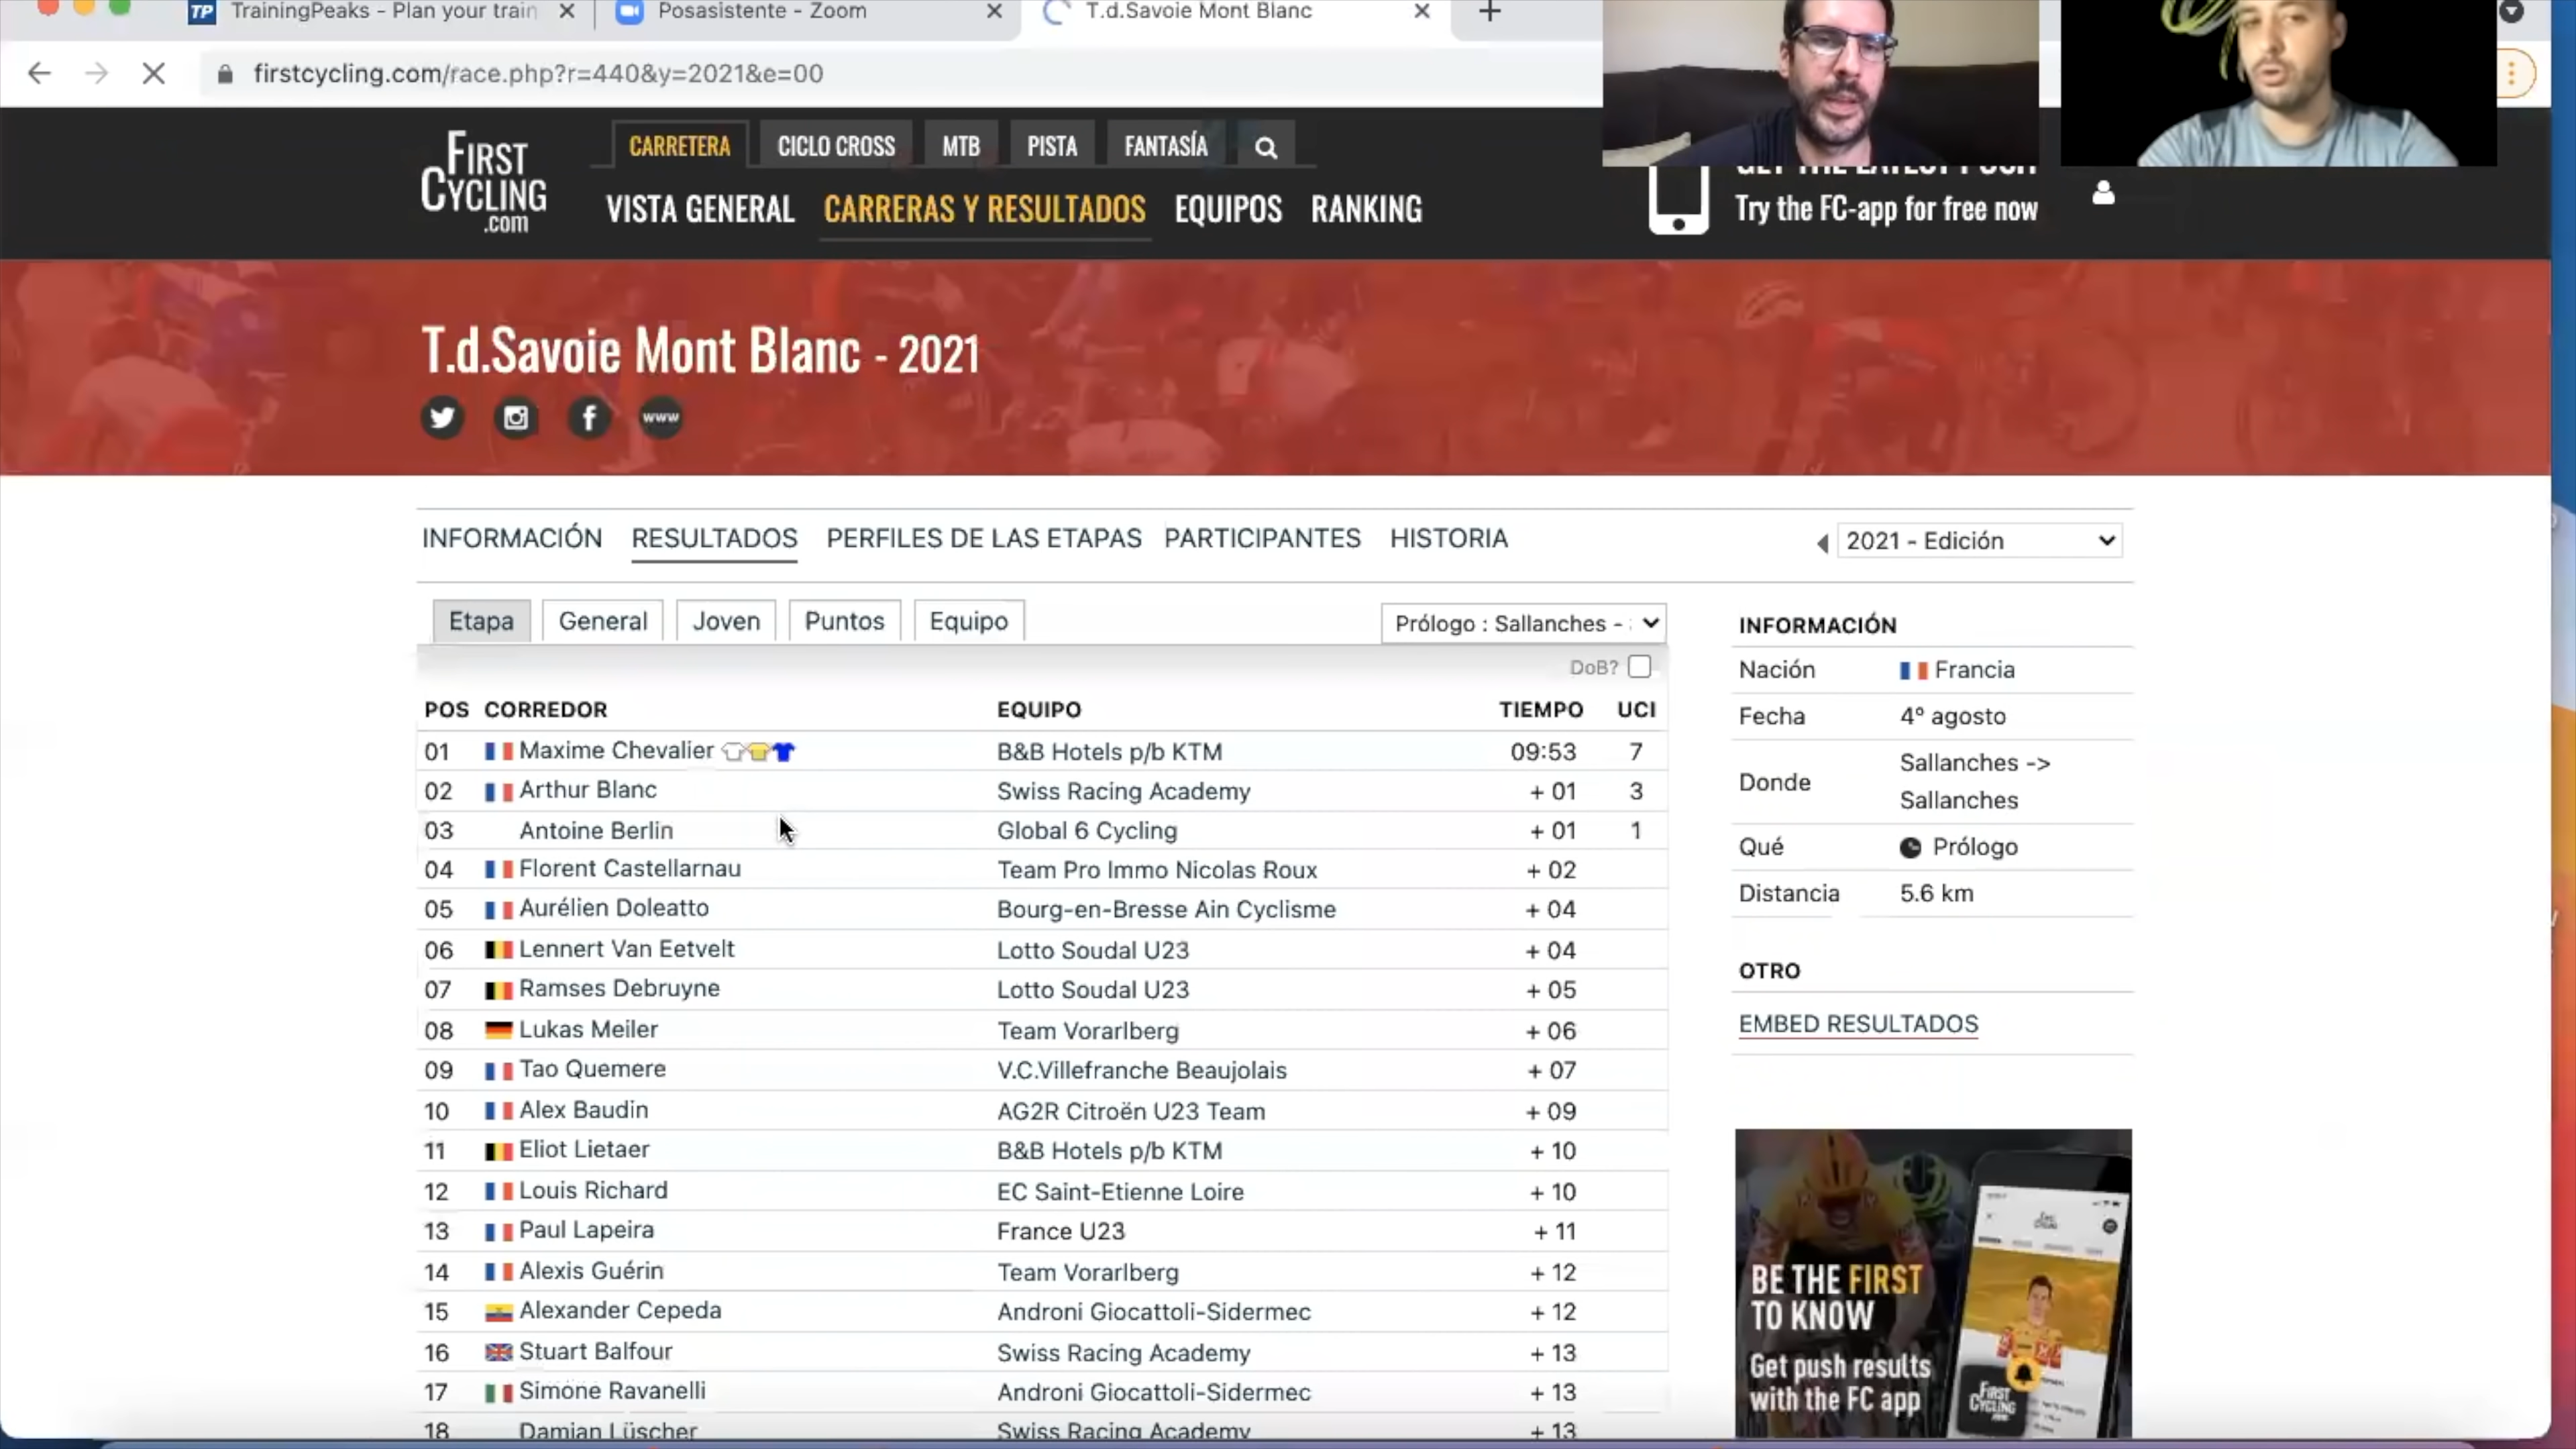 TP TrainingPeaks - Plan your train
Posasistente - Zoom
T.d.Savoie Mont Blanc
firstcycling.com/race.php?r=440&y=2021&e=00
FIRST
CYCLING
.com
CARRETERA CICLO CROSS MTB PISTA FANTASÍA
VISTA GENERAL CARRERAS Y RESULTADOS EQUIPOS RANKING
GET THE LATEST PUSH
Try the FC-app for free now
T.d.Savoie Mont Blanc - 2021
www
INFORMACIÓN RESULTADOS PERFILES DE LAS ETAPAS PARTICIPANTES HISTORIA
2021 - Edición
Etapa General Joven Puntos Equipo
Prólogo : Sallanches -
DoB?
POS CORREDOR EQUIPO TIEMPO UCI
01 Maxime Chevalier B&B Hotels p/b KTM 09:53 7
02 Arthur Blanc Swiss Racing Academy + 01 3
03 Antoine Berlin Global 6 Cycling + 01 1
04 Florent Castellarnau Team Pro Immo Nicolas Roux + 02
05 Aurélien Doleatto Bourg-en-Bresse Ain Cyclisme + 04
06 Lennert Van Eetvelt Lotto Soudal U23 + 04
07 Ramses Debruyne Lotto Soudal U23 + 05
08 Lukas Meiler Team Vorarlberg + 06
09 Tao Quemere V.C.Villefranche Beaujolais + 07
10 Alex Baudin AG2R Citroën U23 Team + 09
11 Eliot Lietaer B&B Hotels p/b KTM + 10
12 Louis Richard EC Saint-Etienne Loire + 10
13 Paul Lapeira France U23 + 11
14 Alexis Guérin Team Vorarlberg + 12
15 Alexander Cepeda Androni Giocattoli-Sidermec + 12
16 Stuart Balfour Swiss Racing Academy + 13
17 Simone Ravanelli Androni Giocattoli-Sidermec + 13
18 Damian Lüscher Swiss Racing Academy + 13
INFORMACIÓN
Nación Francia
Fecha 4º agosto
Donde Sallanches ->
Sallanches
Qué Prólogo
Distancia 5.6 km
OTRO
EMBED RESULTADOS
BE THE FIRST
TO KNOW
Get push results
with the FC app
FIRST
CYCLING